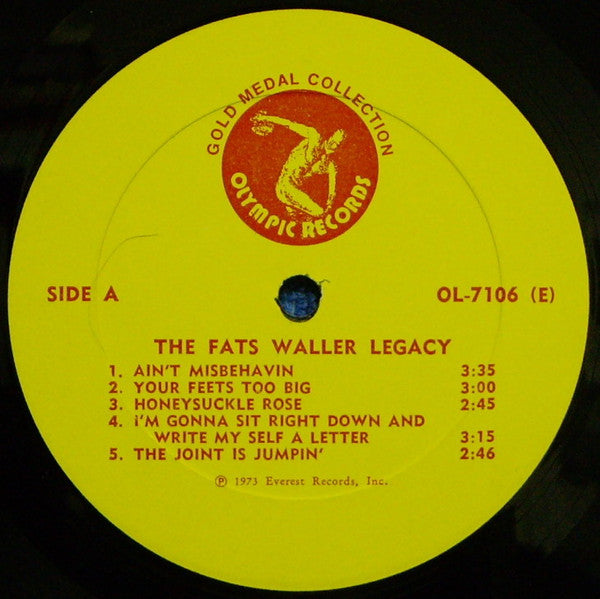 GOLD MEDAL COLLECTION
OLYMPIC RECORDS
SIDE A
OL-7106 (E)
THE FATS WALLER LEGACY
1. AIN'T MISBEHAVIN 3:35
2. YOUR FEETS TOO BIG 3:00
3. HONEYSUCKLE ROSE 2:45
4. I'M GONNA SIT RIGHT DOWN AND
WRITE MY SELF A LETTER 3:15
5. THE JOINT IS JUMPIN' 2:46
℗ 1973 Everest Records, Inc.